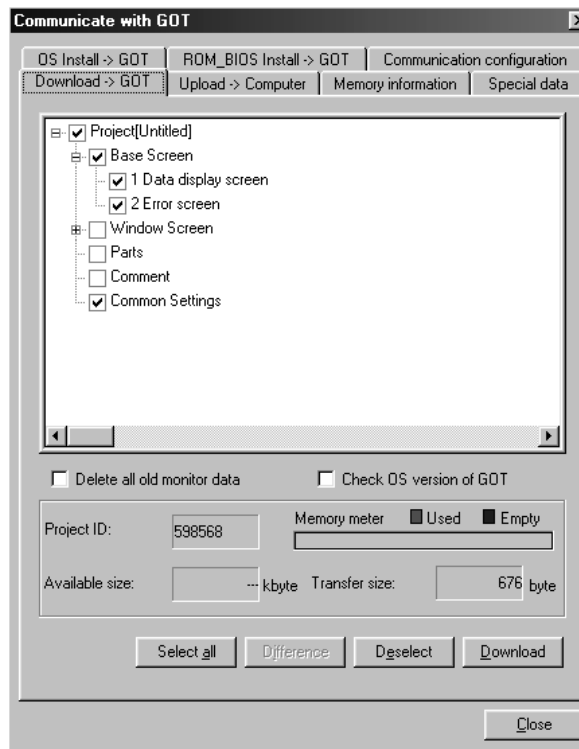 Communicate with GOT
OS Install -> GOT ROM_BIOS Install -> GOT Communication configuration
Download -> GOT Upload -> Computer Memory information Special data
Project[Untitled]
Base Screen
1 Data display screen
2 Error screen
Window Screen
Parts
Comment
Common Settings
Delete all old monitor data Check OS version of GOT
Project ID: 598568 Memory meter Used Empty
Available size: --- kbyte Transfer size: 676 byte
Select all Difference Deselect Download
Close